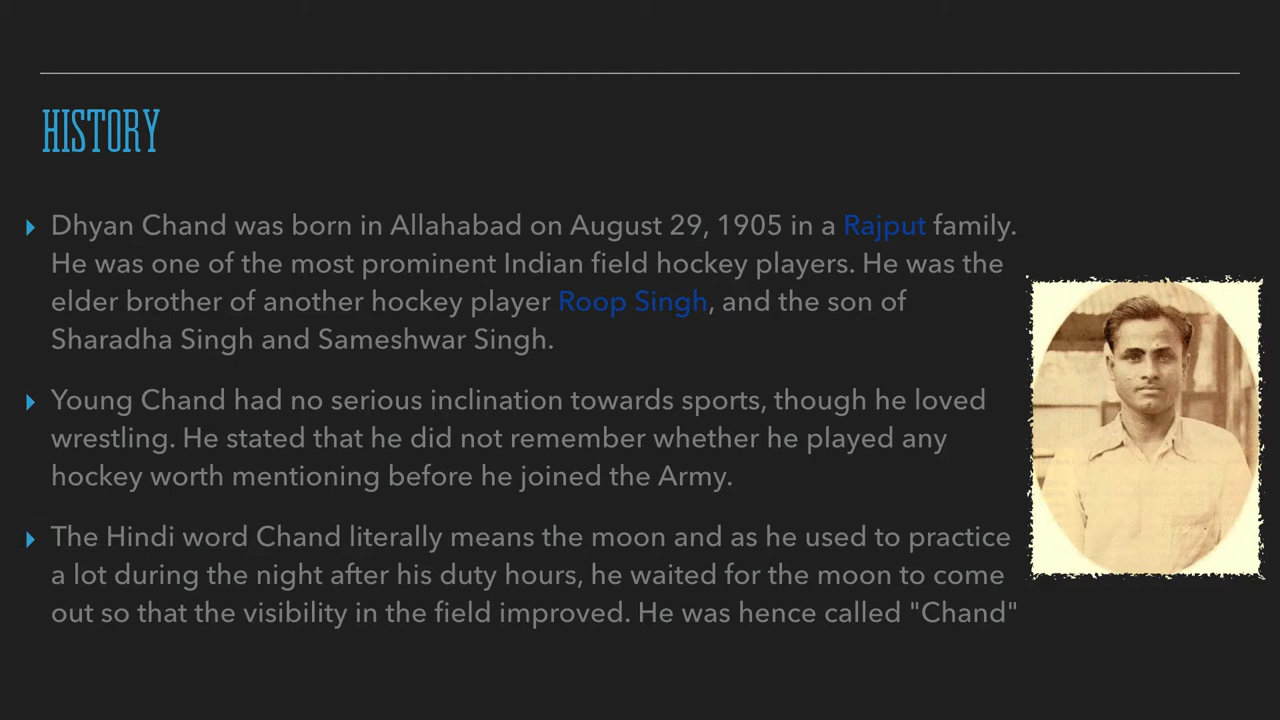 HISTORY
Dhyan Chand was born in Allahabad on August 29, 1905 in a Rajput family.
He was one of the most prominent Indian field hockey players. He was the
elder brother of another hockey player Roop Singh, and the son of
Sharadha Singh and Sameshwar Singh.
Young Chand had no serious inclination towards sports, though he loved
wrestling. He stated that he did not remember whether he played any
hockey worth mentioning before he joined the Army.
The Hindi word Chand literally means the moon and as he used to practice
a lot during the night after his duty hours, he waited for the moon to come
out so that the visibility in the field improved. He was hence called "Chand"